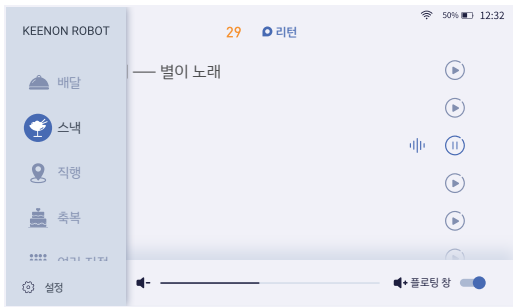 KEENON ROBOT
50% 12:32
29 리턴
── 별이 노래
배달
스낵
직행
축복
설정
플로팅 창